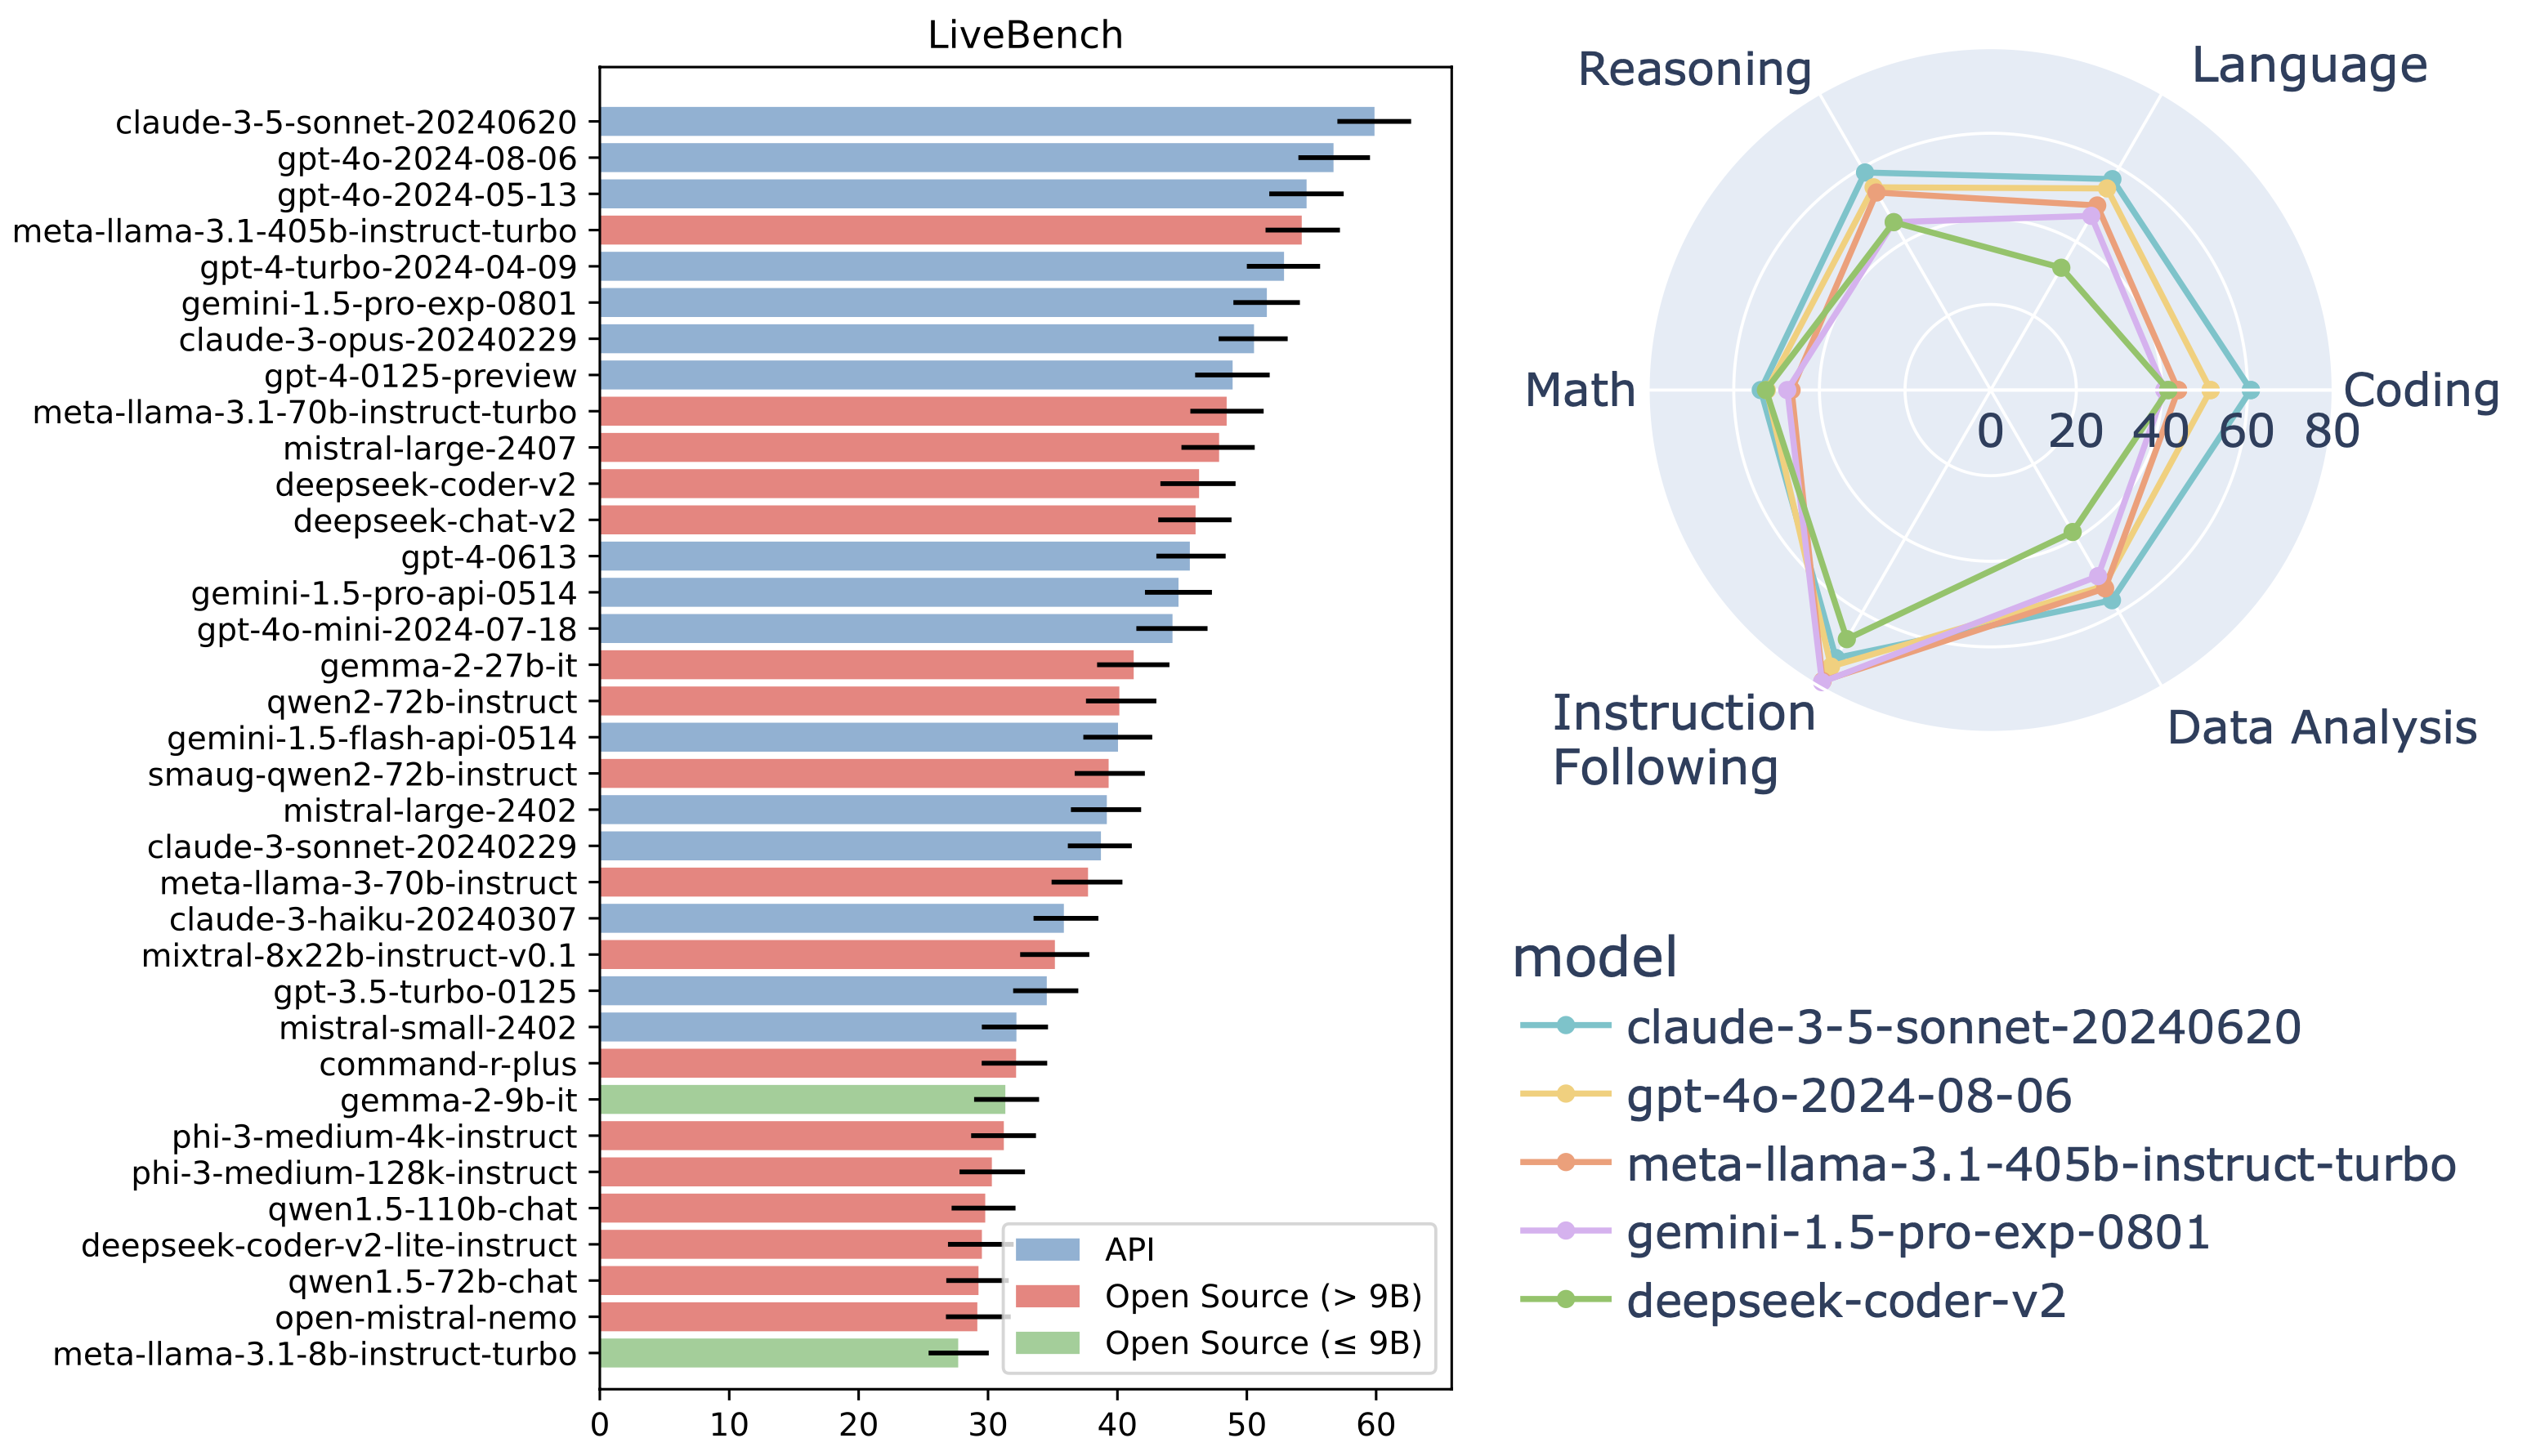 LiveBench
claude-3-5-sonnet-20240620
gpt-4o-2024-08-06
gpt-4o-2024-05-13
meta-llama-3.1-405b-instruct-turbo
gpt-4-turbo-2024-04-09
gemini-1.5-pro-exp-0801
claude-3-opus-20240229
gpt-4-0125-preview
meta-llama-3.1-70b-instruct-turbo
mistral-large-2407
deepseek-coder-v2
deepseek-chat-v2
gpt-4-0613
gemini-1.5-pro-api-0514
gpt-4o-mini-2024-07-18
gemma-2-27b-it
qwen2-72b-instruct
gemini-1.5-flash-api-0514
smaug-qwen2-72b-instruct
mistral-large-2402
claude-3-sonnet-20240229
meta-llama-3-70b-instruct
claude-3-haiku-20240307
mixtral-8x22b-instruct-v0.1
gpt-3.5-turbo-0125
mistral-small-2402
command-r-plus
gemma-2-9b-it
phi-3-medium-4k-instruct
phi-3-medium-128k-instruct
qwen1.5-110b-chat
deepseek-coder-v2-lite-instruct
qwen1.5-72b-chat
open-mistral-nemo
meta-llama-3.1-8b-instruct-turbo
API
Open Source (> 9B)
Open Source (≤ 9B)
0 10 20 30 40 50 60
Reasoning
Language
Math
Coding
0 20 40 60 80
Instruction
Following
Data Analysis
model
claude-3-5-sonnet-20240620
gpt-4o-2024-08-06
meta-llama-3.1-405b-instruct-turbo
gemini-1.5-pro-exp-0801
deepseek-coder-v2